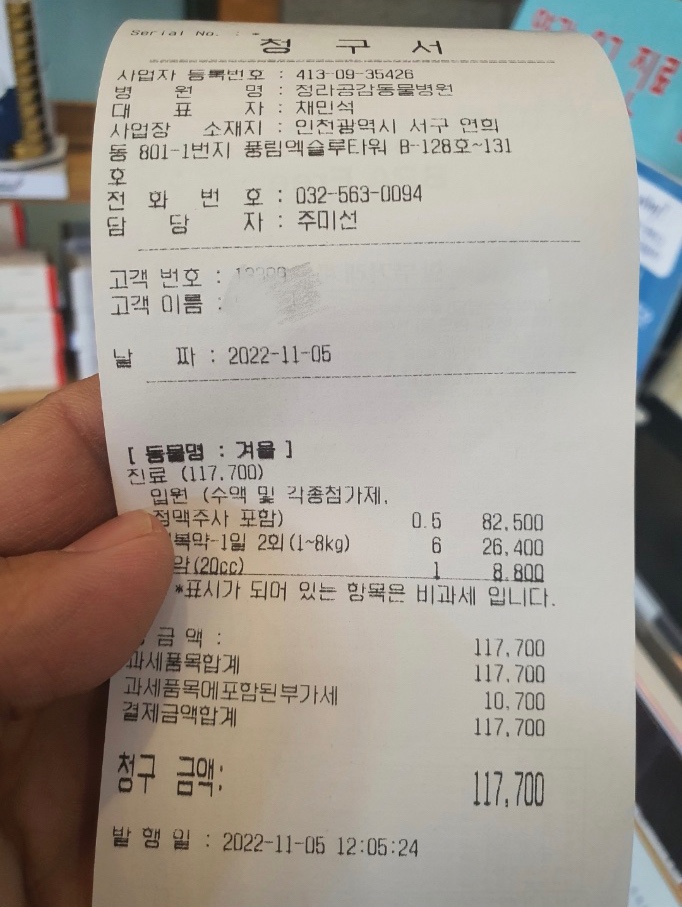 Serial No. : *
청 구 서
사업자 등록번호 : 413-09-35426
병 원 명 : 청라공감동물병원
대 표 자 : 채민석
사업장 소재지 : 인천광역시 서구 연희
동 801-1번지 풍림엑슬루타워 B-128호~131
호
전 화 번 호 : 032-563-0094
담 당 자 : 주미선
고객 번호 :
고객 이름 :
날 짜 : 2022-11-05
[ 동물명 : 겨울 ]
진료 (117,700)
입원 (수액 및 각종첨가제,
정맥주사 포함) 0.5 82,500
복약-1일 2회(1~8kg) 6 26,400
약(20cc) 1 8,800
*표시가 되어 있는 항목은 비과세 입니다.
금 액 : 117,700
과세품목합계 117,700
과세품목에포함된부가세 10,700
결제금액합계 117,700
청구 금액: 117,700
발 행 일 : 2022-11-05 12:05:24